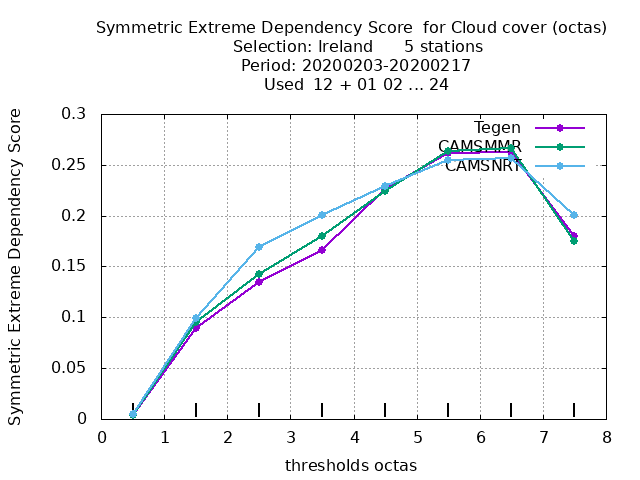 Symmetric Extreme Dependency Score  for Cloud cover (octas)
Selection: Ireland      5 stations
Period: 20200203-20200217
Used  12 + 01 02 ... 24
Symmetric Extreme Dependency Score
0.3
0.25
0.2
0.15
0.1
0.05
0
Tegen
CAMSMMR
CAMSNRT
0 1 2 3 4 5 6 7 8
thresholds octas